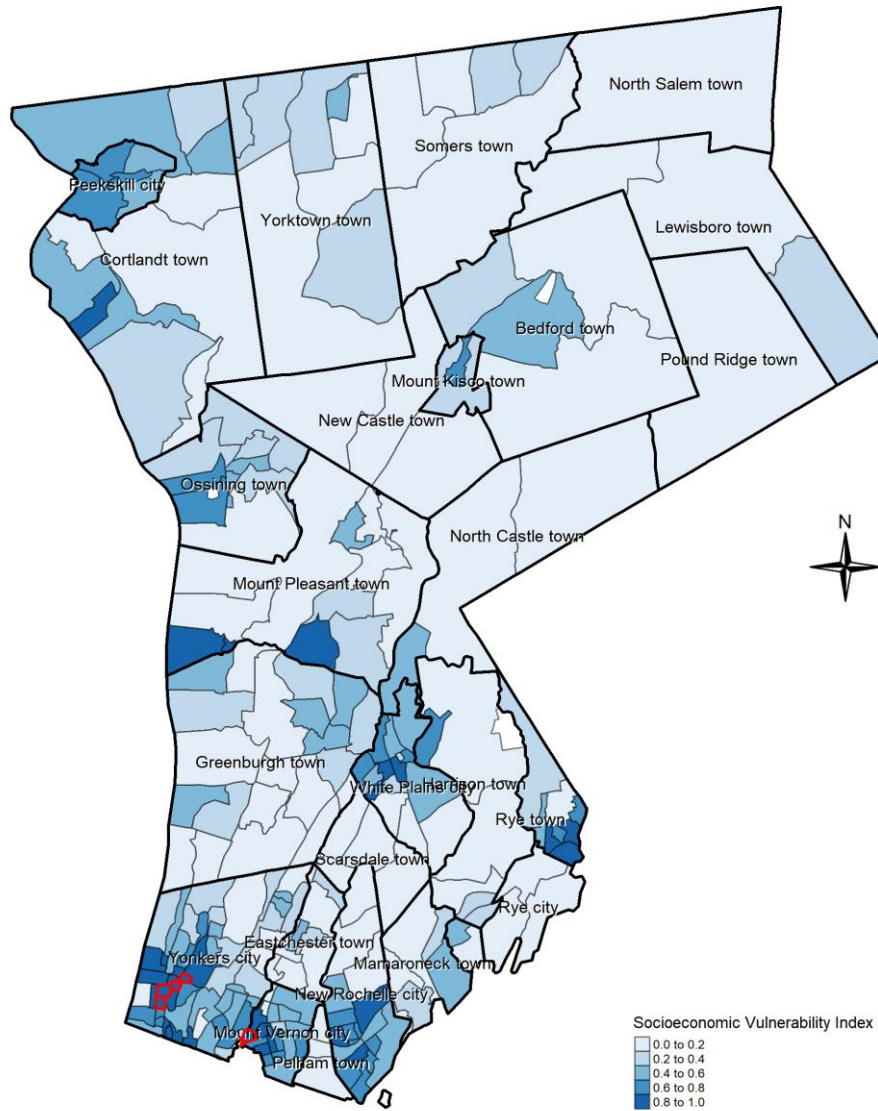 North Salem town
Somers town
Peekskill city
Yorktown town
Lewisboro town
Cortlandt town
Bedford town
Pound Ridge town
Mount Kisco town
New Castle town
Ossining town
North Castle town
N
Mount Pleasant town
Greenburgh town
White Plains city
Harrison town
Rye town
Scarsdale town
Rye city
Eastchester town
Yonkers city
Mamaroneck town
New Rochelle city
Mount Vernon city
Pelham town
Socioeconomic Vulnerability Index
0.0 to 0.2
0.2 to 0.4
0.4 to 0.6
0.6 to 0.8
0.8 to 1.0